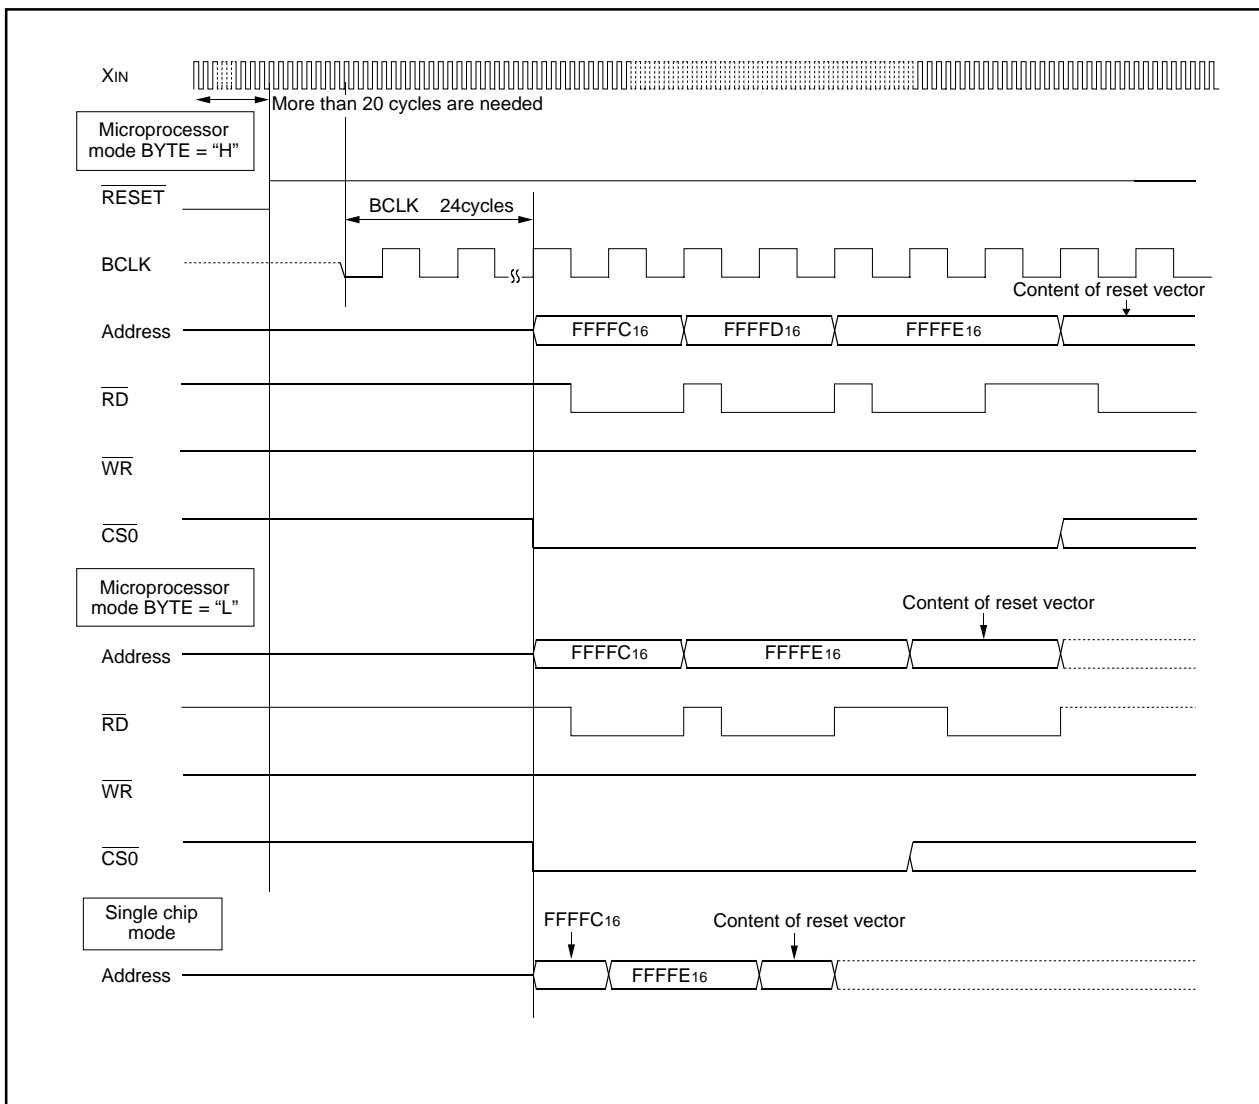 XIN
More than 20 cycles are needed
Microprocessor
mode BYTE = “H”
RESET
BCLK 24cycles
BCLK
Content of reset vector
Address
FFFFC16
FFFFD16
FFFFE16
RD
WR
CS0
Microprocessor
mode BYTE = “L”
Content of reset vector
Address
FFFFC16
FFFFE16
RD
WR
CS0
Single chip
mode
FFFFC16
Content of reset vector
Address
FFFFE16